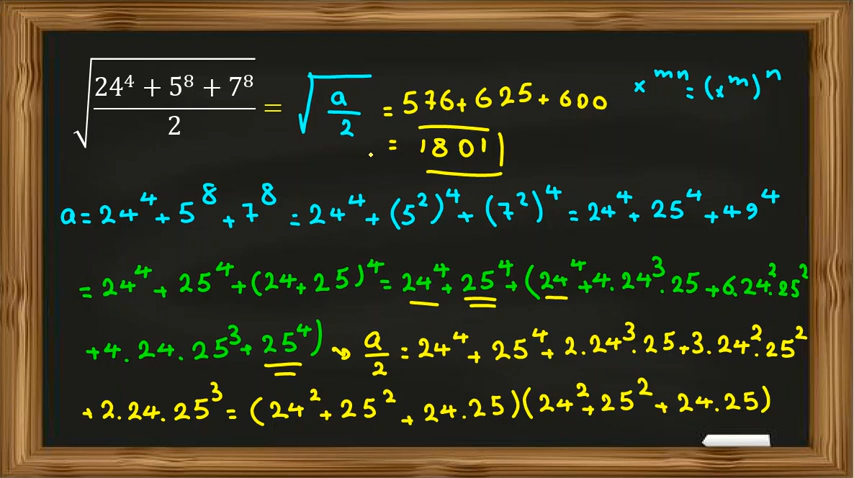 √((24⁴ + 5⁸ + 7⁸)/2) = √(a/2) = 576 + 625 + 600
x^mn = (x^m)^n
= 1801
a = 24⁴ + 5⁸ + 7⁸ = 24⁴ + (5²)⁴ + (7²)⁴ = 24⁴ + 25⁴ + 49⁴
= 24⁴ + 25⁴ + (24 + 25)⁴ = 24⁴ + 25⁴ + (24⁴ + 4.24³.25 + 6.24².25²
+ 4.24.25³ + 25⁴) ⇝ a/2 = 24⁴ + 25⁴ + 2.24³.25 + 3.24².25²
+ 2.24.25³ = (24² + 25² + 24.25)(24² + 25² + 24.25)